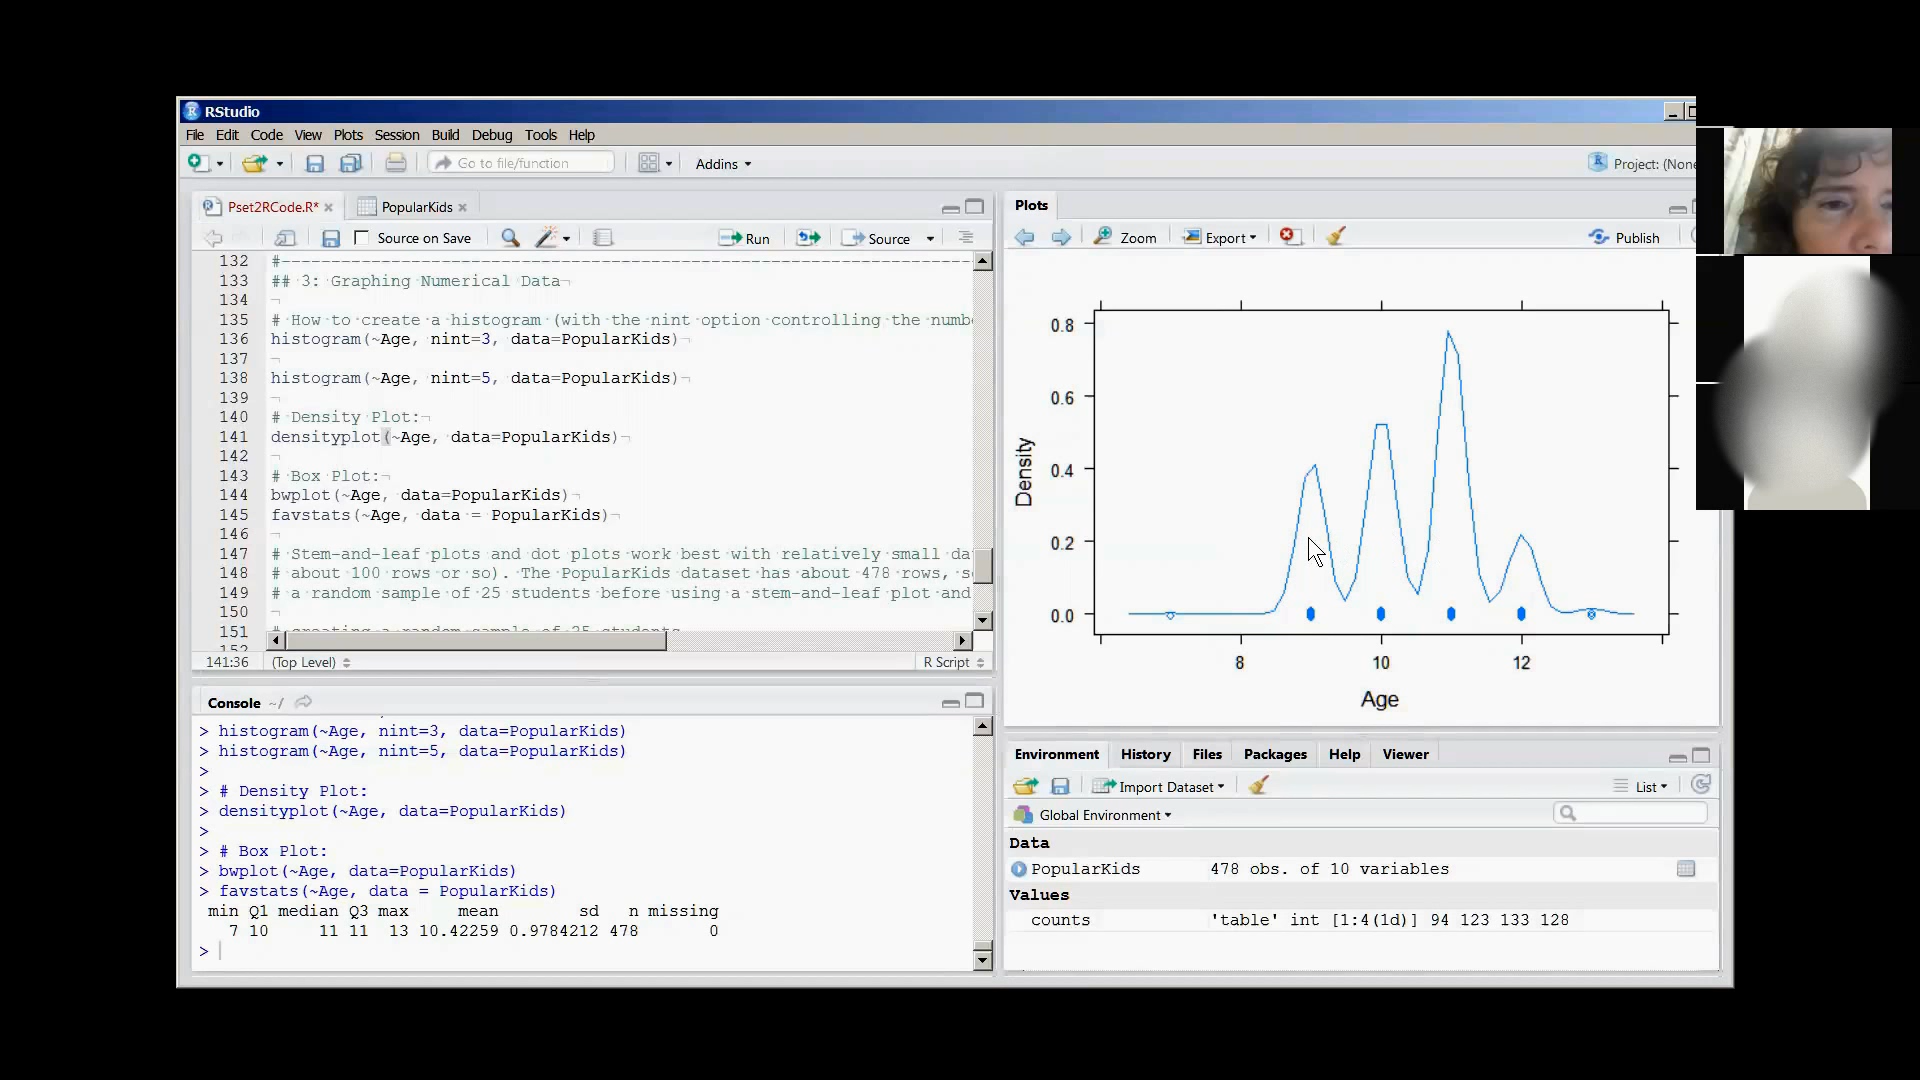 RStudio
File Edit Code View Plots Session Build Debug Tools Help
Go to file/function Addins Project: (None
Pset2RCode.R* PopularKids
Source on Save Run Source
132 #
133 ## 3: Graphing Numerical Data
134
135 # How to create a histogram (with the nint option controlling the numb
136 histogram(~Age, nint=3, data=PopularKids)
137
138 histogram(~Age, nint=5, data=PopularKids)
139
140 # Density Plot:
141 densityplot(~Age, data=PopularKids)
142
143 # Box Plot:
144 bwplot(~Age, data=PopularKids)
145 favstats(~Age, data = PopularKids)
146
147 # Stem-and-leaf plots and dot plots work best with relatively small da
148 # about 100 rows or so). The PopularKids dataset has about 478 rows, s
149 # a random sample of 25 students before using a stem-and-leaf plot and
150
151 # creating a random sample of 25 students
152
141:36 (Top Level) R Script
Console ~/
> histogram(~Age, nint=3, data=PopularKids)
> histogram(~Age, nint=5, data=PopularKids)
>
> # Density Plot:
> densityplot(~Age, data=PopularKids)
>
> # Box Plot:
> bwplot(~Age, data=PopularKids)
> favstats(~Age, data = PopularKids)
min Q1 median Q3 max mean sd n missing
7 10 11 11 13 10.42259 0.9784212 478 0
>
Plots
Zoom Export Publish
0.8
0.6
0.4
0.2
0.0
Density
8 10 12
Age
Environment History Files Packages Help Viewer
Import Dataset List
Global Environment
Data
PopularKids 478 obs. of 10 variables
Values
counts 'table' int [1:4(1d)] 94 123 133 128